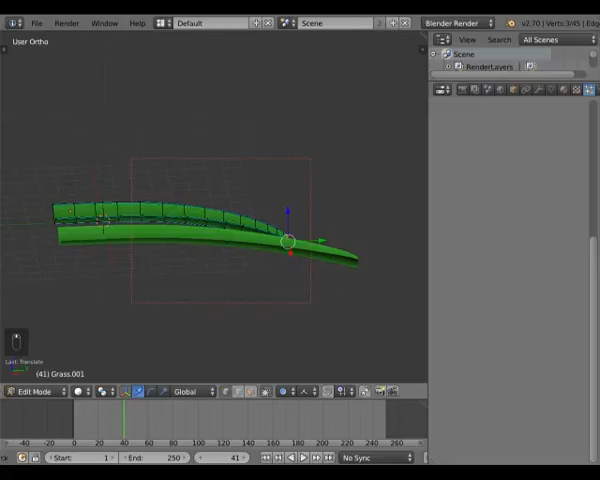 File Render Window Help Default Scene Blender Render v2.70 | Verts:3/45 | Edg
User Ortho
View Search All Scenes
Scene
RenderLayers
Last: Translate
(41) Grass.001
Edit Mode Global
-40 -20 0 20 40 60 80 100 120 140 160 180 200 220 240 260
ck Start: 1 End: 250 41 No Sync